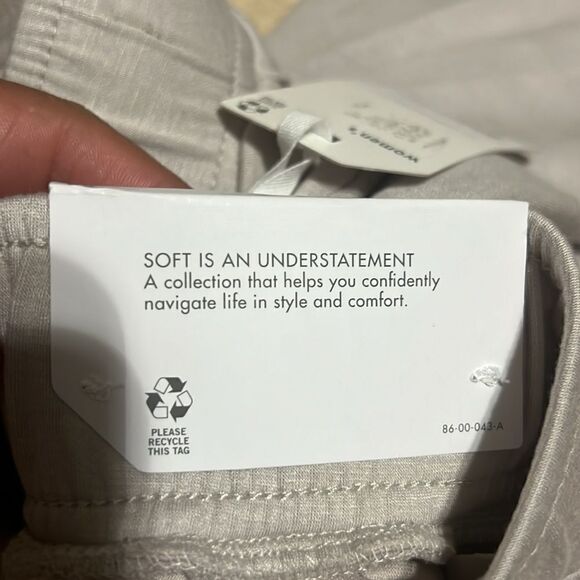 women's
SOFT IS AN UNDERSTATEMENT
A collection that helps you confidently
navigate life in style and comfort.
PLEASE
RECYCLE
THIS TAG
86-00-043-A